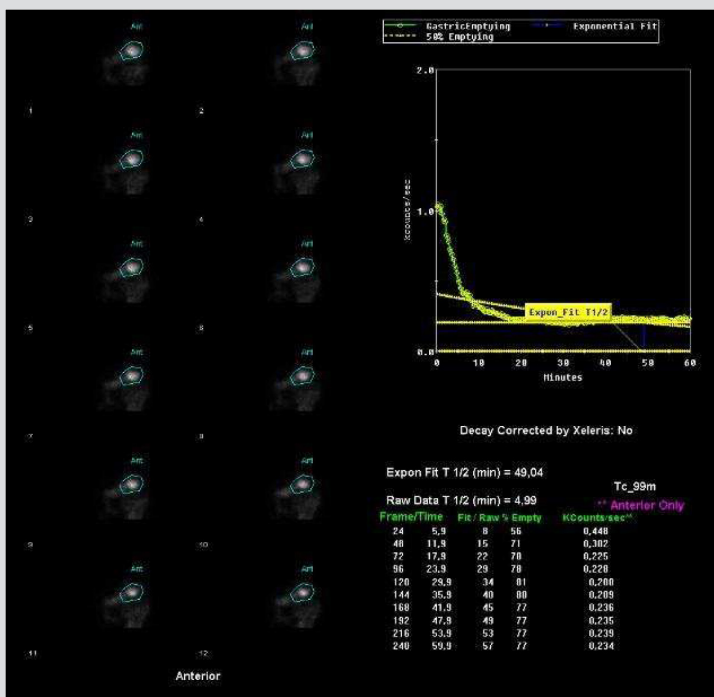 GastricEmptying Exponential Fit
50% Emptying
Ant Ant
1 2
Ant Ant
3 4
Ant Ant
5 6
Ant Ant
7 8
Ant Ant
9 10
Ant Ant
11 12
Anterior
2.0
1.0
0.0
Kcounts/sec
Expon_Fit T1/2
0 10 20 30 40 50 60
Minutes
Decay Corrected by Xeleris: No
Expon Fit T 1/2 (min) = 49,04
Tc_99m
Raw Data T 1/2 (min) = 4,99
** Anterior Only
Frame/Time Fit / Raw % Empty KCounts/sec**
24 5,9 8 56 0,448
48 11,9 15 71 0,302
72 17,9 22 78 0,225
96 23,9 29 78 0,228
120 29,9 34 81 0,200
144 35,9 40 80 0,209
168 41,9 45 77 0,236
192 47,9 49 77 0,235
216 53,9 53 77 0,239
240 59,9 57 77 0,234